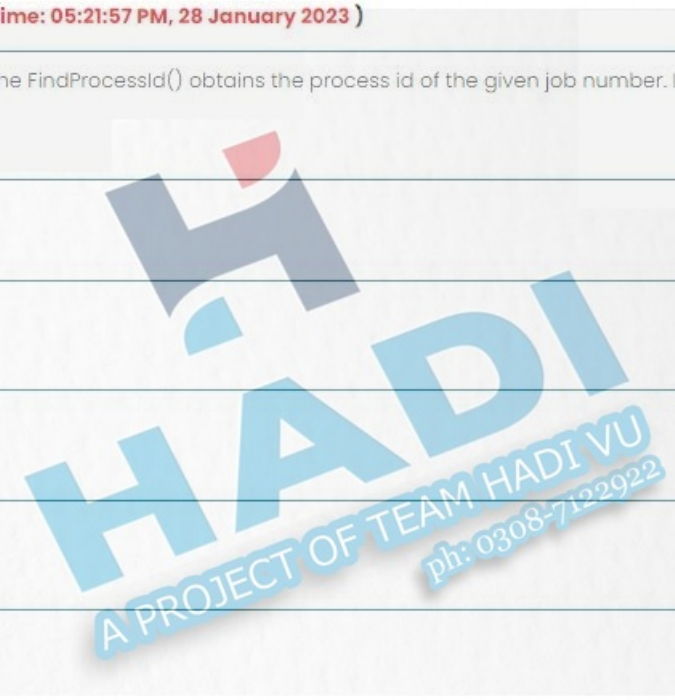 ime: 05:21:57 PM, 28 January 2023 )
he FindProcessId() obtains the process id of the given job number.
HADI
A PROJECT OF TEAM HADI VU
ph: 0308-7122922